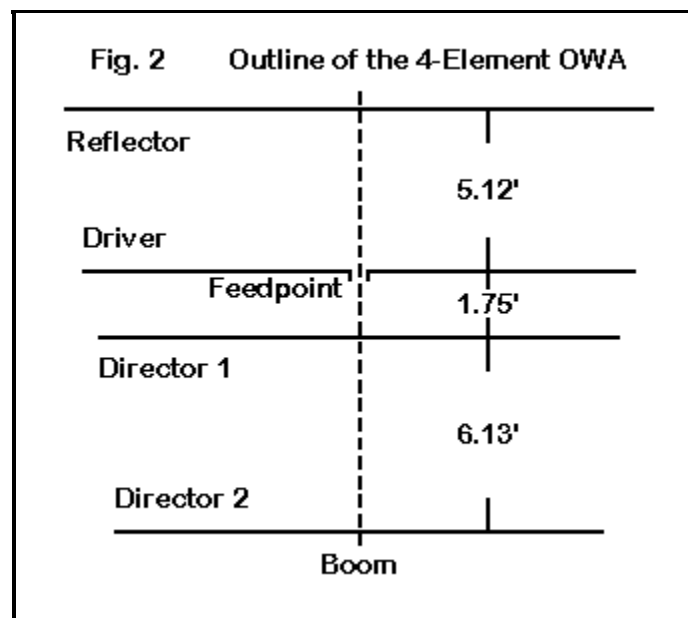 Fig. 2 Outline of the 4-Element OWA
Reflector
5.12'
Driver
Feedpoint
1.75'
Director 1
6.13'
Director 2
Boom